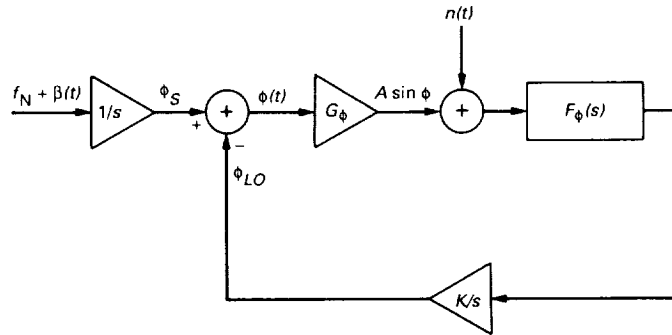 n(t)
f_N + β(t)
1/s
ϕ_S
+
+
−
ϕ(t)
G_ϕ
A sin ϕ
+
F_ϕ(s)
ϕ_LO
K/s